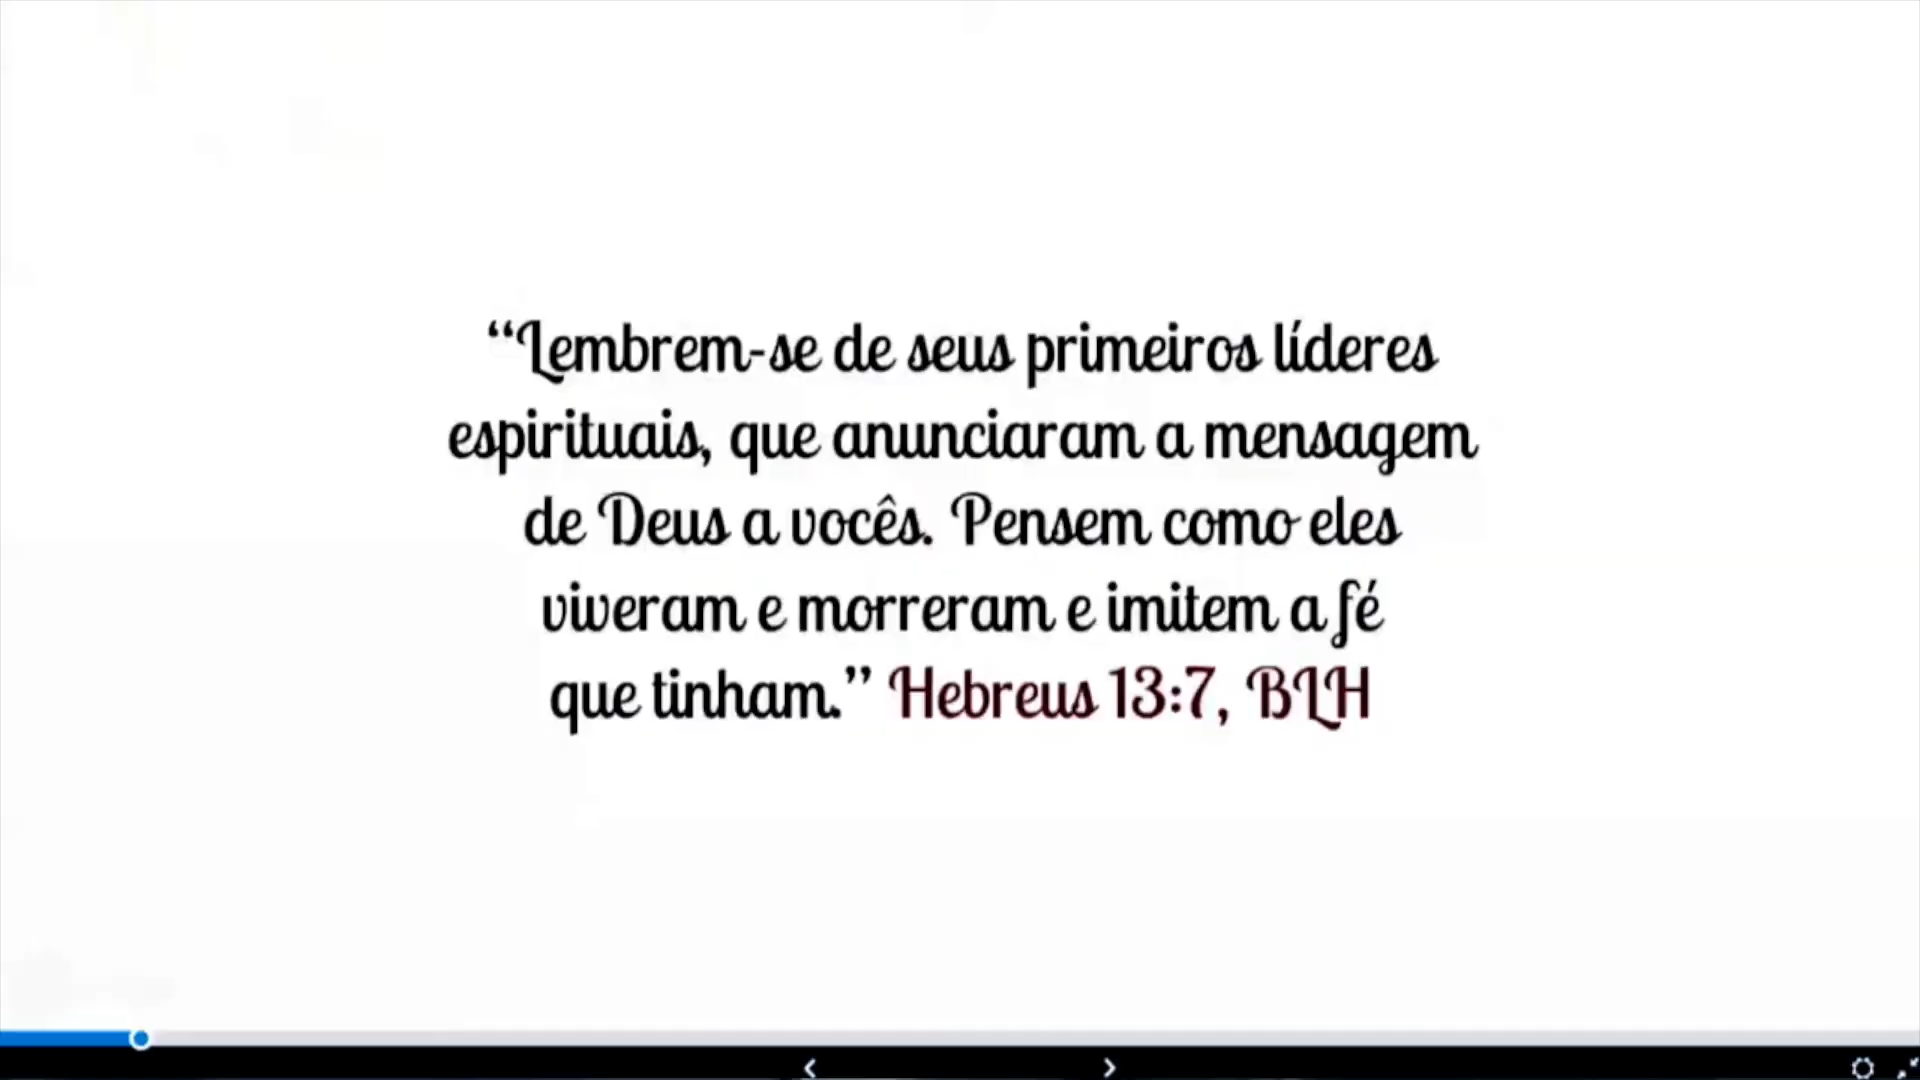 “Lembrem-se de seus primeiros líderes
espirituais, que anunciaram a mensagem
de Deus a vocês. Pensem como eles
viveram e morreram e imitem a fé
que tinham.” Hebreus 13:7, BLH